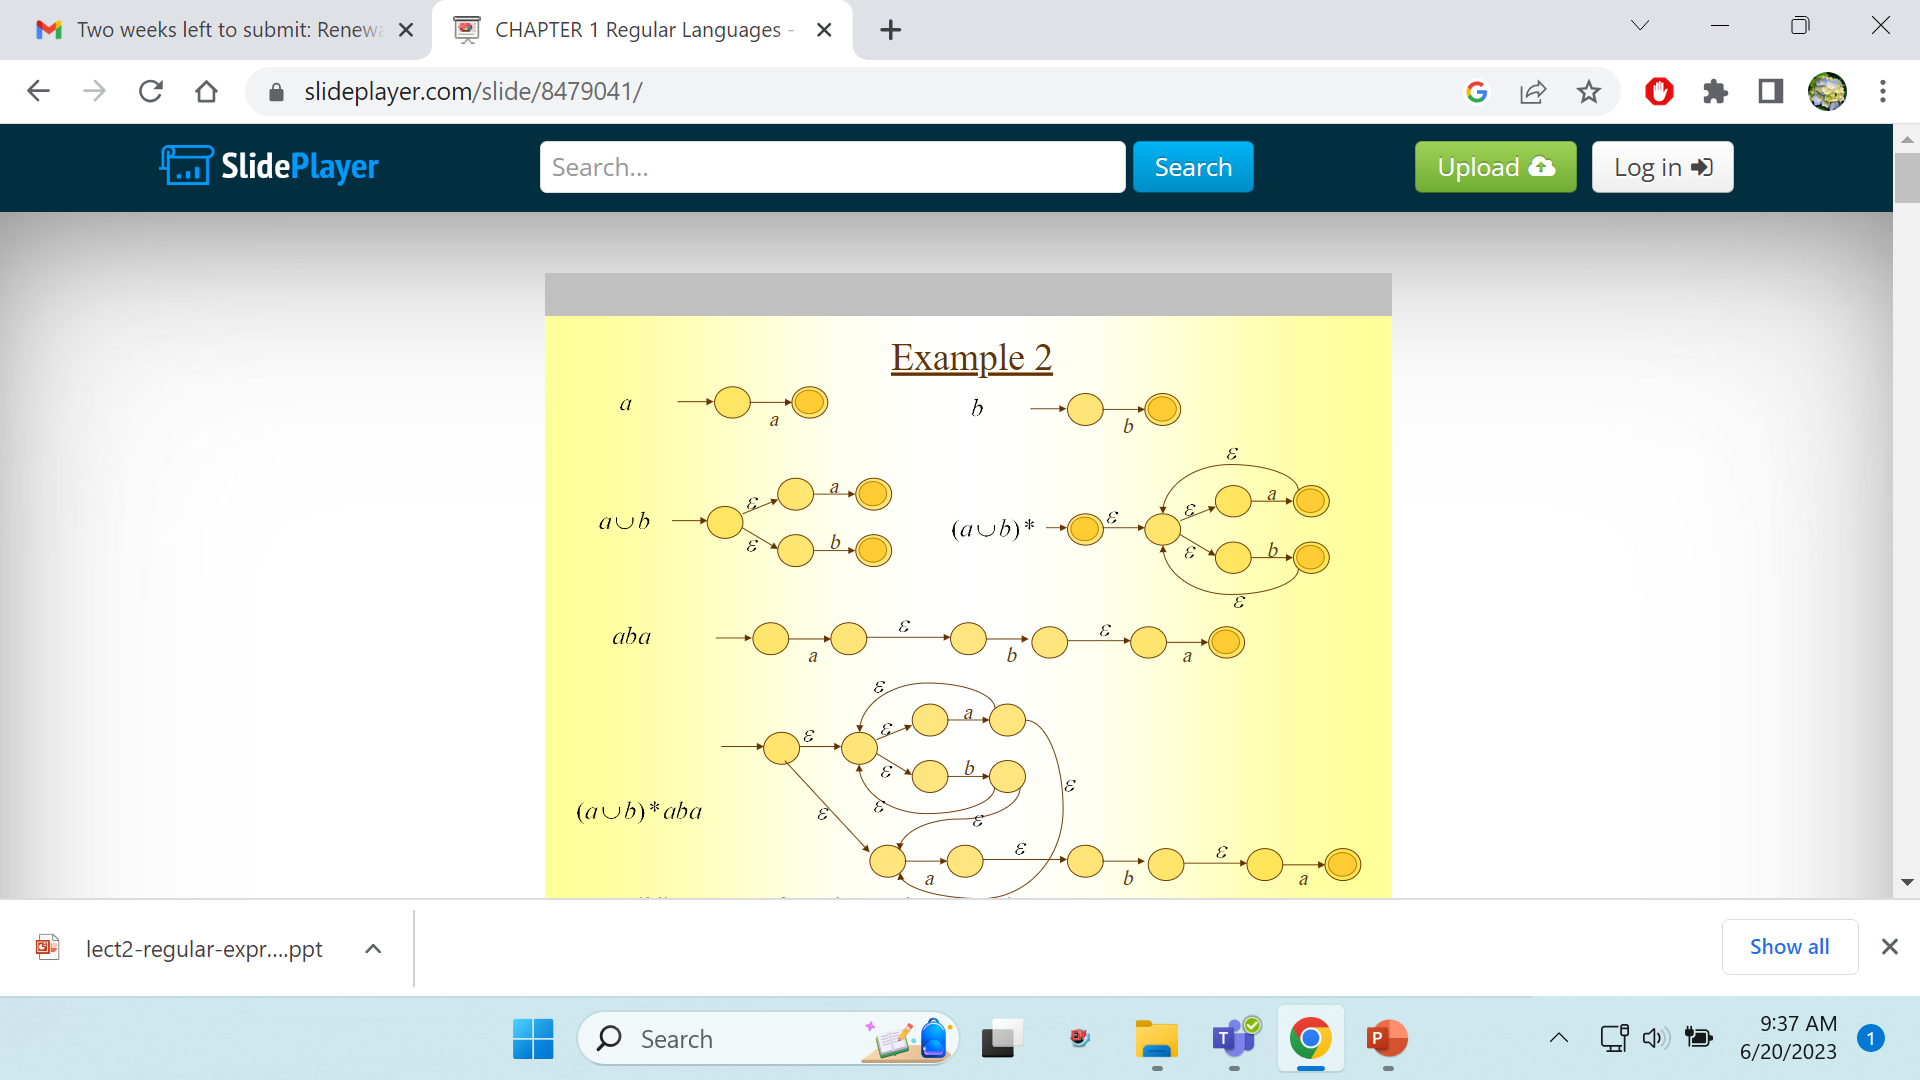 Two weeks left to submit: Renewa
CHAPTER 1 Regular Languages -
slideplayer.com/slide/8479041/
SlidePlayer
Search...
Search
Upload
Log in
Example 2
a
a
b
b
a∪b
ε
a
ε
b
(a∪b)*
ε
ε
ε
a
ε
b
ε
aba
a
ε
b
ε
a
(a∪b)*aba
ε
ε
ε
a
ε
b
ε
ε
ε
ε
a
ε
b
ε
a
lect2-regular-expr....ppt
Show all
Search
T
P
9:37 AM
6/20/2023
1